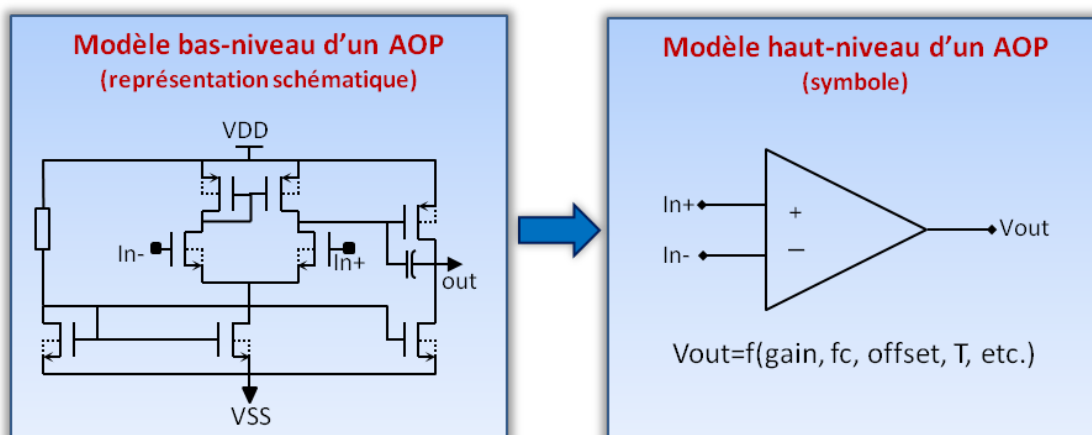 Modèle bas-niveau d'un AOP
(représentation schématique)
VDD
In-
In+
out
VSS
Modèle haut-niveau d'un AOP
(symbole)
In+
+
In-
–
Vout
Vout=f(gain, fc, offset, T, etc.)